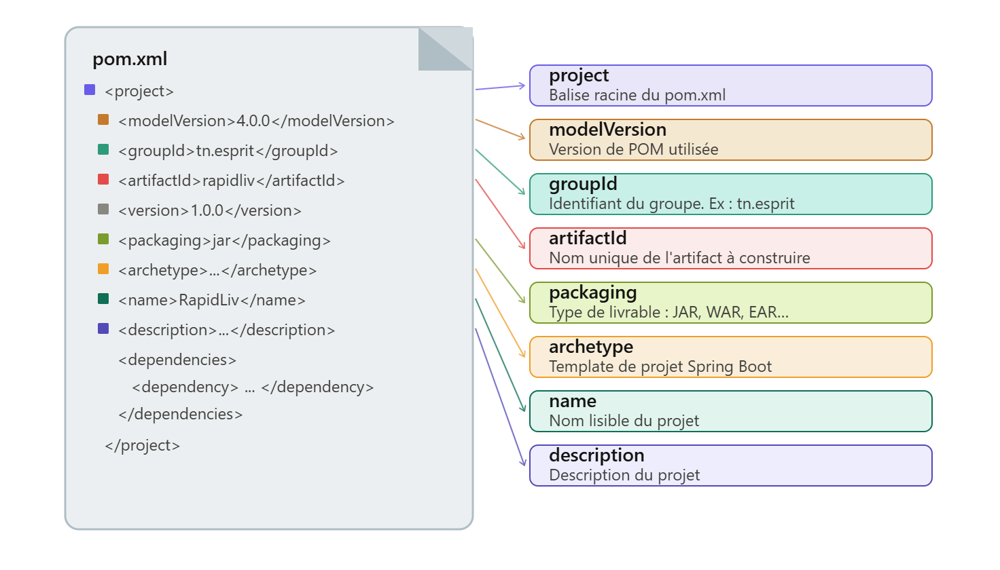 pom.xml
<project>
<modelVersion>4.0.0</modelVersion>
<groupId>tn.esprit</groupId>
<artifactId>rapidliv</artifactId>
<version>1.0.0</version>
<packaging>jar</packaging>
<archetype>...</archetype>
<name>RapidLiv</name>
<description>...</description>
<dependencies>
<dependency> ... </dependency>
</dependencies>
</project>
project
Balise racine du pom.xml
modelVersion
Version de POM utilisée
groupId
Identifiant du groupe. Ex : tn.esprit
artifactId
Nom unique de l'artifact à construire
packaging
Type de livrable : JAR, WAR, EAR...
archetype
Template de projet Spring Boot
name
Nom lisible du projet
description
Description du projet